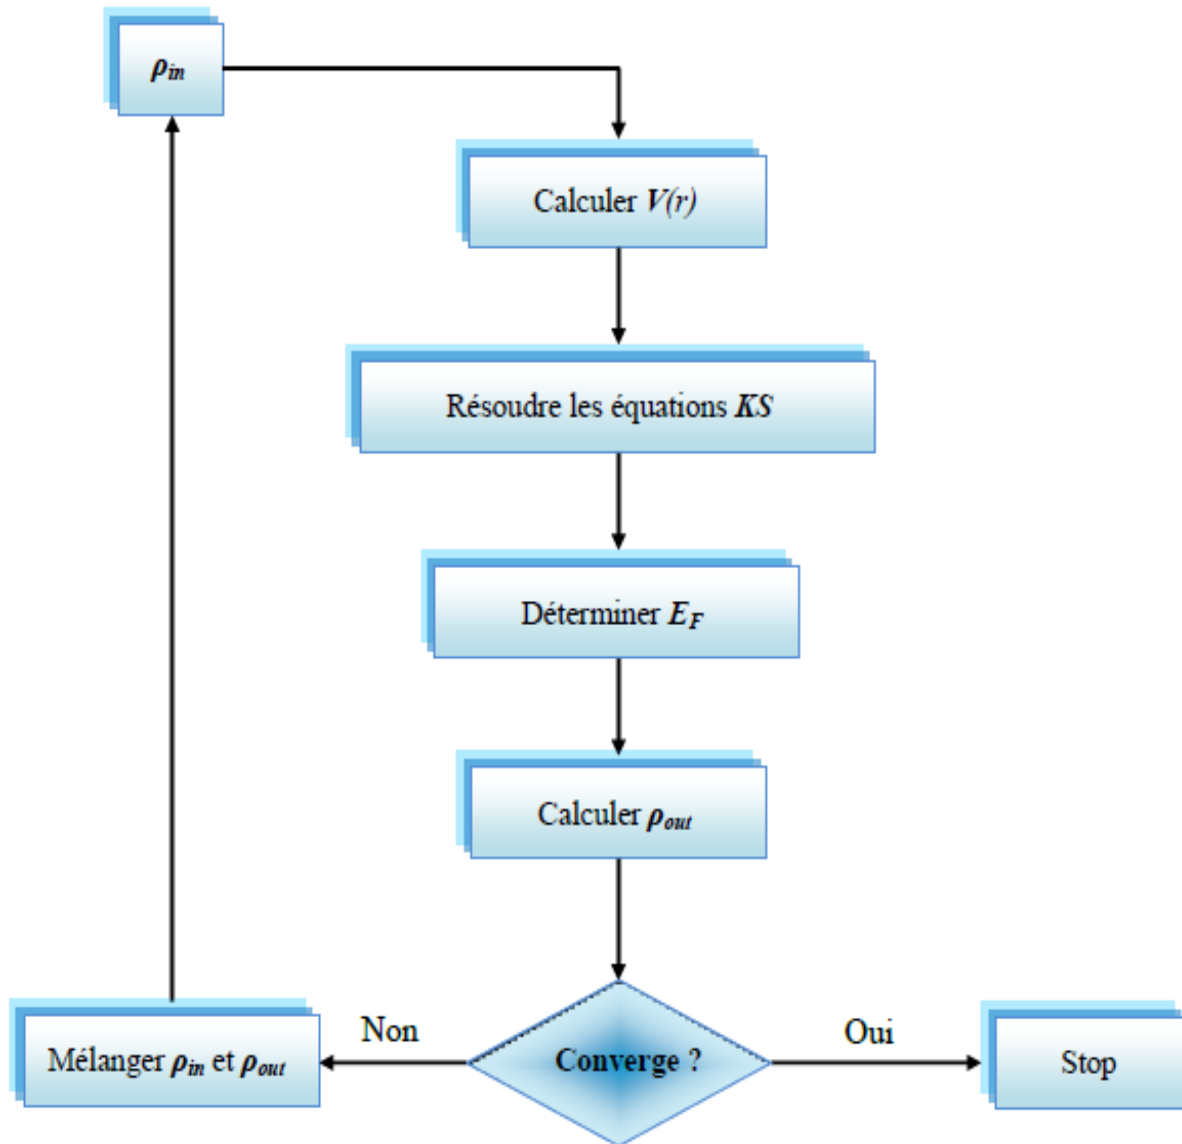 ρin
Calculer V(r)
Résoudre les équations KS
Déterminer EF
Calculer ρout
Non
Oui
Mélanger ρin et ρout
Converge ?
Stop